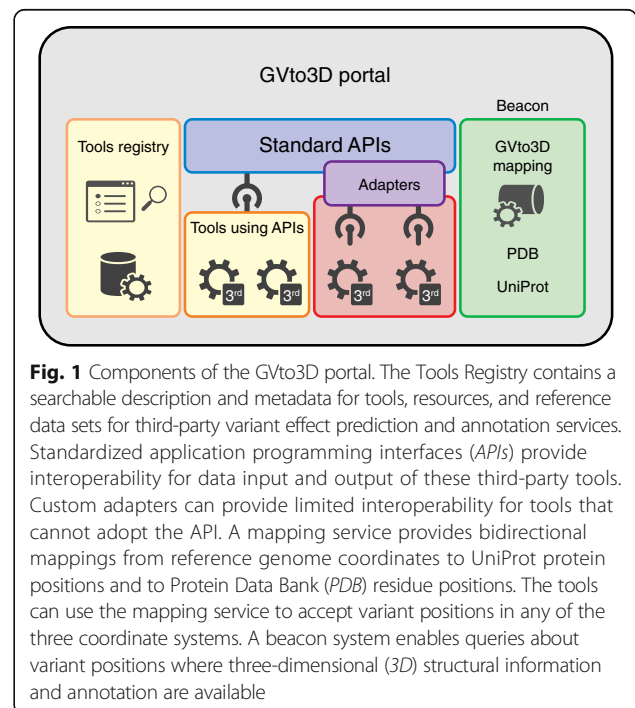 GVto3D portal
Beacon
Tools registry
Standard APIs
GVto3D
mapping
Adapters
Tools using APIs
3rd
3rd
3rd
3rd
PDB
UniProt
Fig. 1 Components of the GVto3D portal. The Tools Registry contains a
searchable description and metadata for tools, resources, and reference
data sets for third-party variant effect prediction and annotation services.
Standardized application programming interfaces (APIs) provide
interoperability for data input and output of these third-party tools.
Custom adapters can provide limited interoperability for tools that
cannot adopt the API. A mapping service provides bidirectional
mappings from reference genome coordinates to UniProt protein
positions and to Protein Data Bank (PDB) residue positions. The tools
can use the mapping service to accept variant positions in any of the
three coordinate systems. A beacon system enables queries about
variant positions where three-dimensional (3D) structural information
and annotation are available